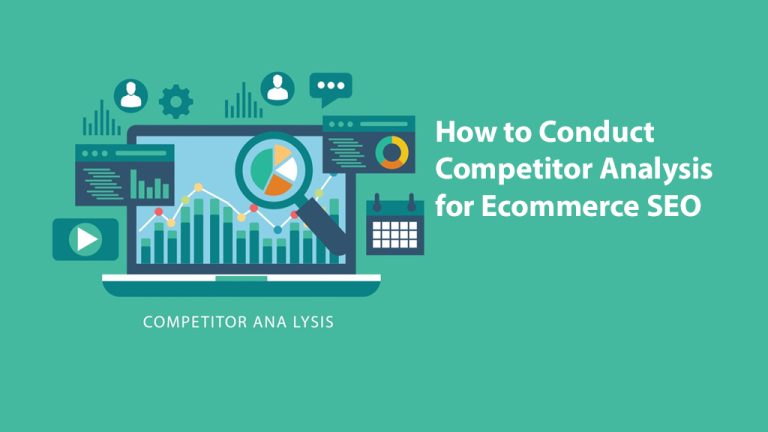 How to Conduct
Competitor Analysis
for Ecommerce SEO
COMPETITOR ANA LYSIS